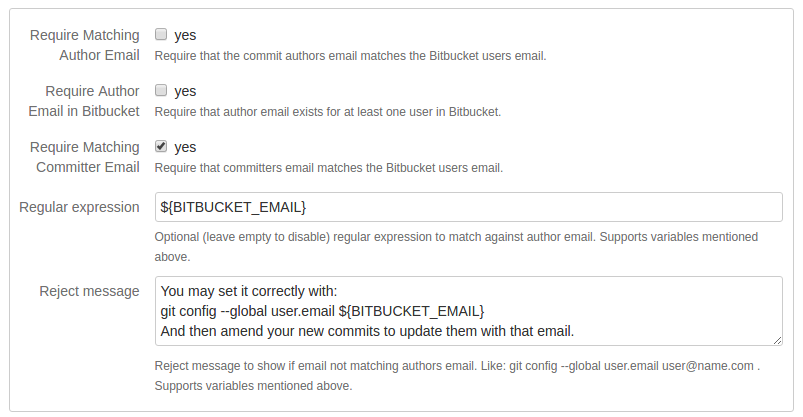 Require Matching yes
Author Email Require that the commit authors email matches the Bitbucket users email.
Require Author yes
Email in Bitbucket Require that author email exists for at least one user in Bitbucket.
Require Matching yes
Committer Email Require that committers email matches the Bitbucket users email.
Regular expression ${BITBUCKET_EMAIL}
Optional (leave empty to disable) regular expression to match against author email. Supports variables mentioned
above.
Reject message You may set it correctly with:
git config --global user.email ${BITBUCKET_EMAIL}
And then amend your new commits to update them with that email.
Reject message to show if email not matching authors email. Like: git config --global user.email user@name.com .
Supports variables mentioned above.